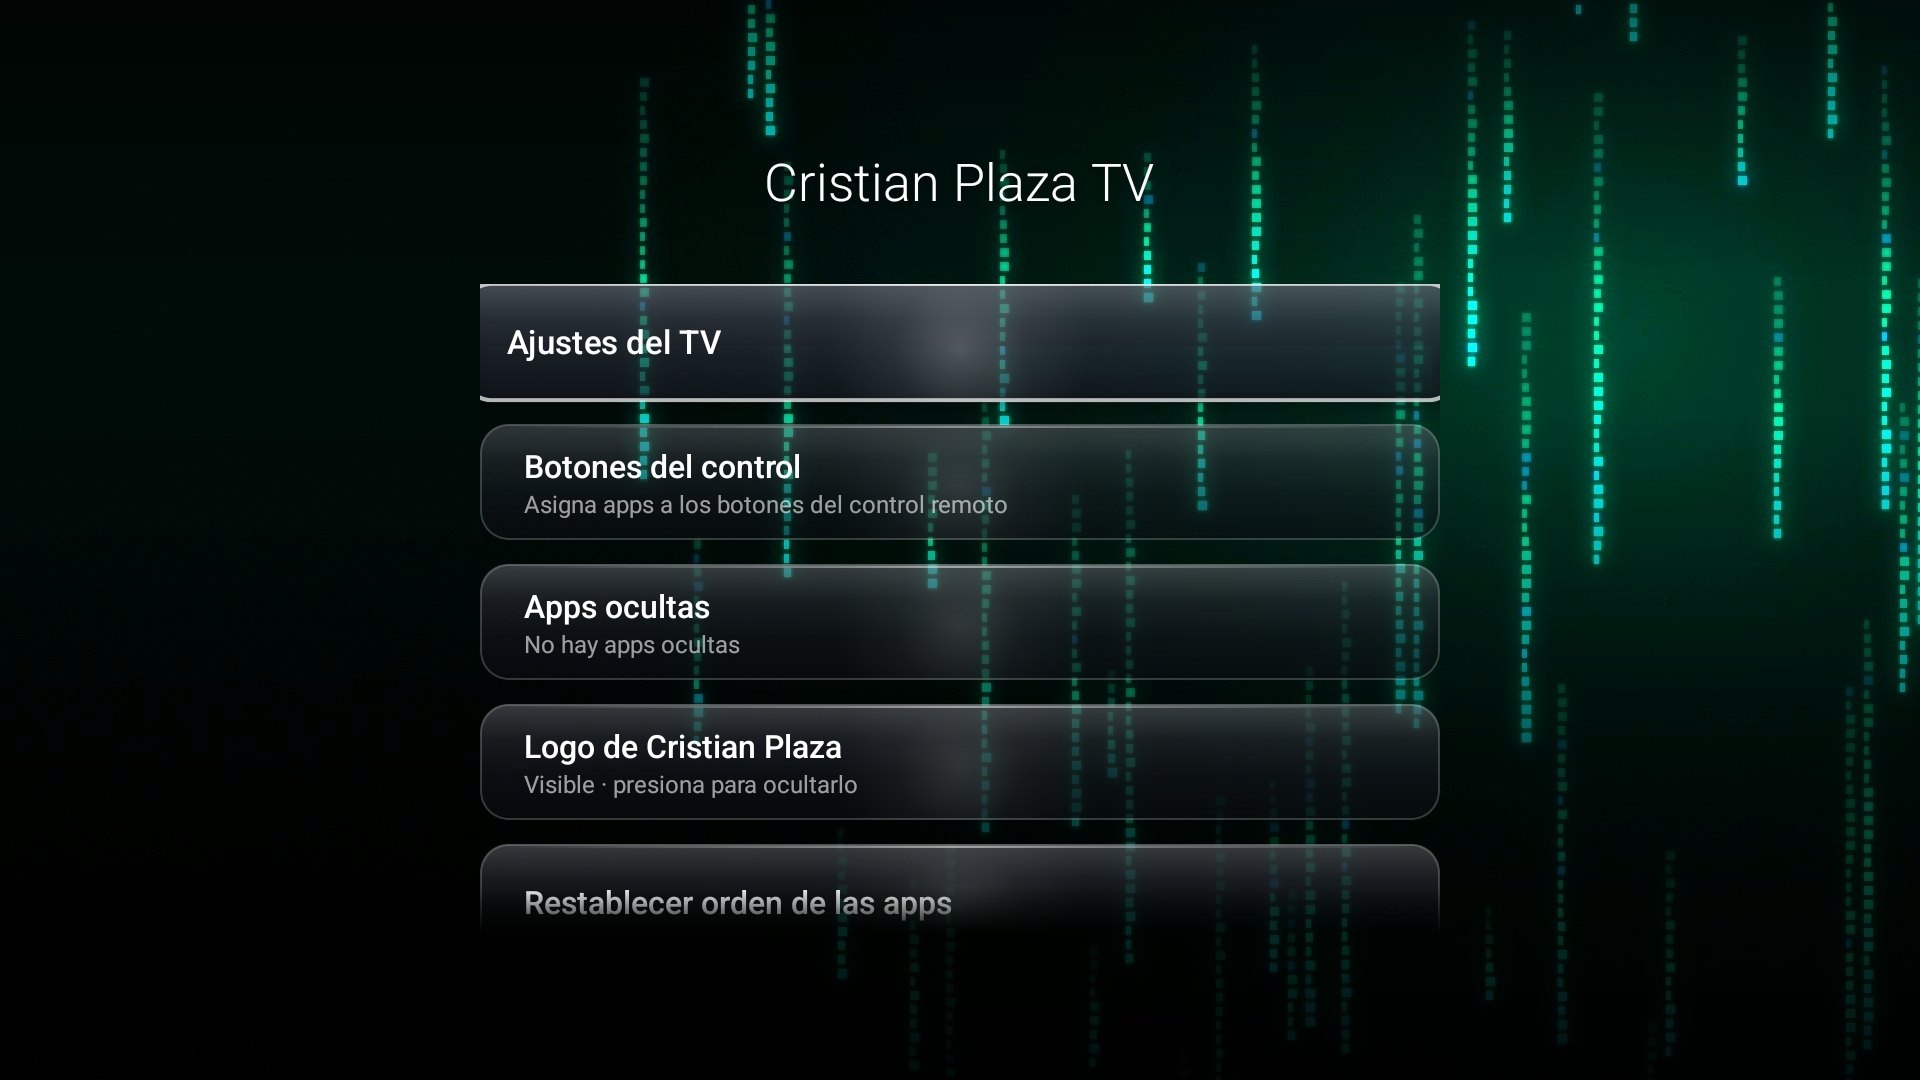 Cristian Plaza TV
Ajustes del TV
Botones del control
Asigna apps a los botones del control remoto
Apps ocultas
No hay apps ocultas
Logo de Cristian Plaza
Visible · presiona para ocultarlo
Restablecer orden de las apps